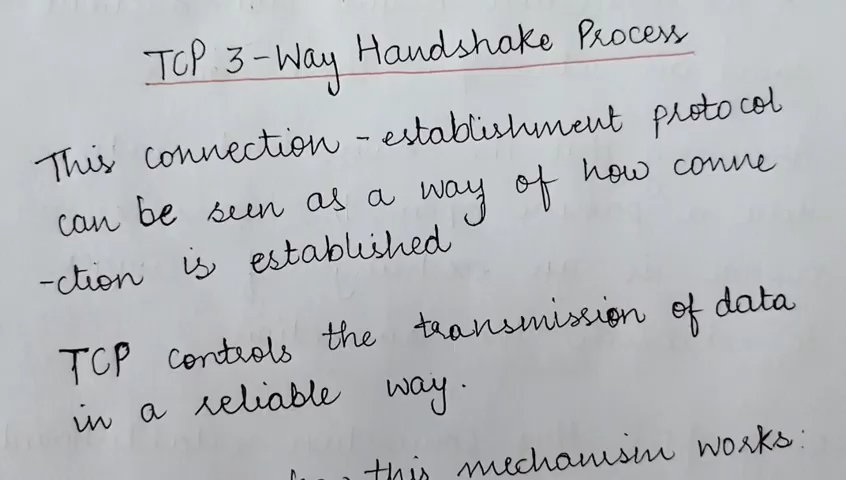 TCP 3-Way Handshake Process
This connection - establishment protocol
can be seen as a way of how conne
-ction is established
TCP controls the transmission of data
in a reliable way.
this mechanism works: